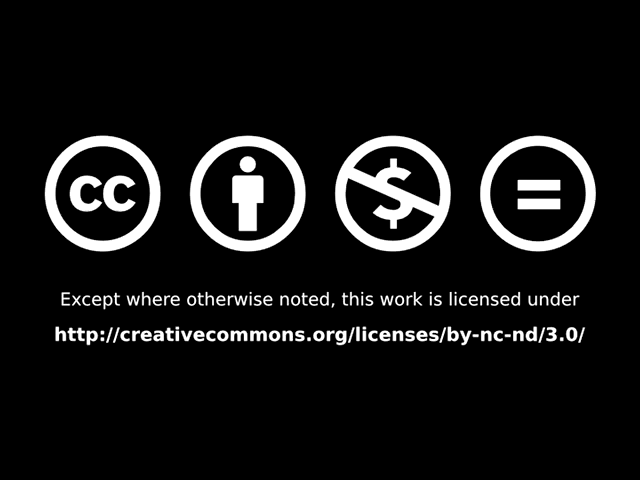 cc
$
=
Except where otherwise noted, this work is licensed under
http://creativecommons.org/licenses/by-nc-nd/3.0/